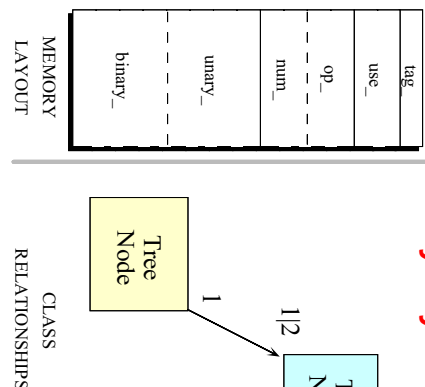 tag_
use_
op_
num_
unary_
binary_
MEMORY
LAYOUT
1|2
1
Tree
Node
CLASS
RELATIONSHIPS